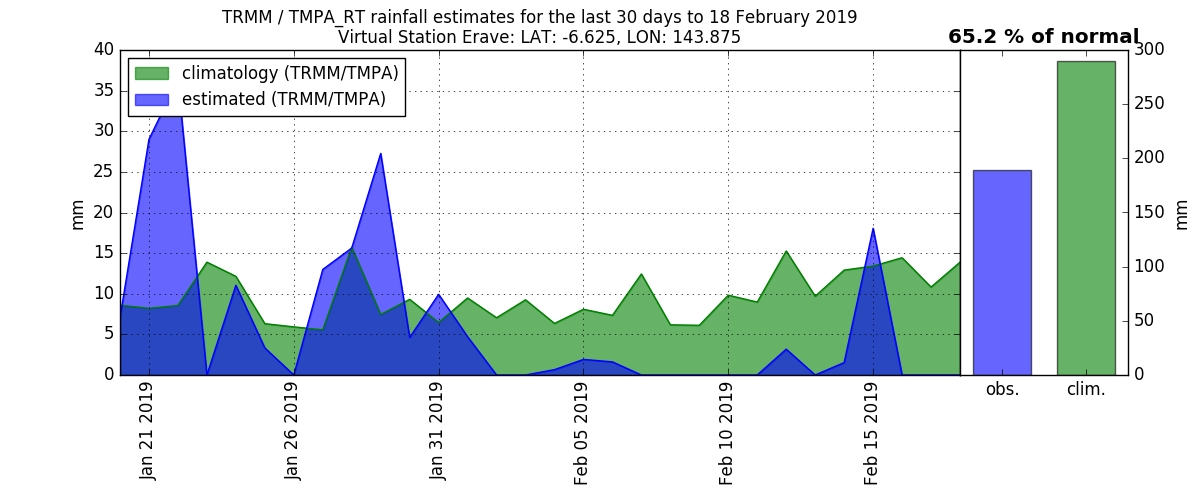 TRMM / TMPA_RT rainfall estimates for the last 30 days to 18 February 2019
Virtual Station Erave: LAT: -6.625, LON: 143.875
65.2 % of normal
climatology (TRMM/TMPA)
estimated (TRMM/TMPA)
40
35
30
25
20
15
10
5
0
mm
Jan 21 2019
Jan 26 2019
Jan 31 2019
Feb 05 2019
Feb 10 2019
Feb 15 2019
300
250
200
150
100
50
0
mm
obs.
clim.